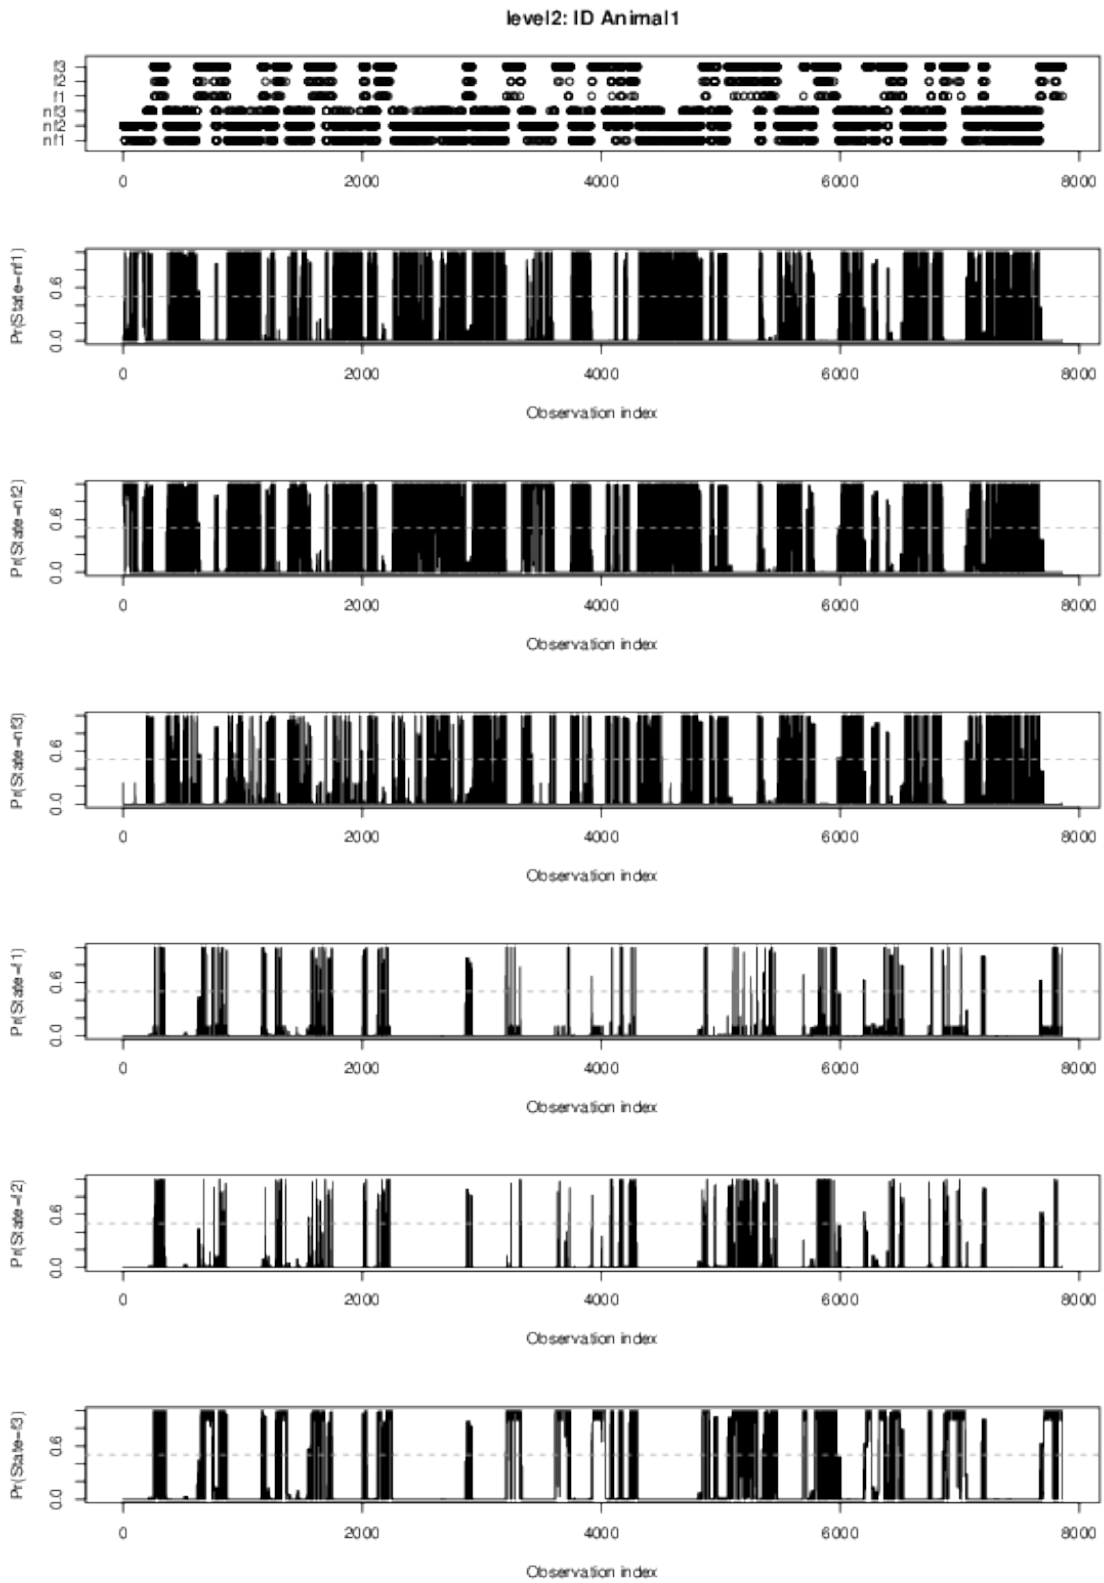 level2: ID Animal1
f3
f2
f1
nf3
nf2
nf1
0 2000 4000 6000 8000
Pr(State=nf1)
0.6
0.0
0 2000 4000 6000 8000
Observation index
Pr(State=nf2)
0.6
0.0
0 2000 4000 6000 8000
Observation index
Pr(State=nf3)
0.6
0.0
0 2000 4000 6000 8000
Observation index
Pr(State=f1)
0.6
0.0
0 2000 4000 6000 8000
Observation index
Pr(State=f2)
0.6
0.0
0 2000 4000 6000 8000
Observation index
Pr(State=f3)
0.6
0.0
0 2000 4000 6000 8000
Observation index